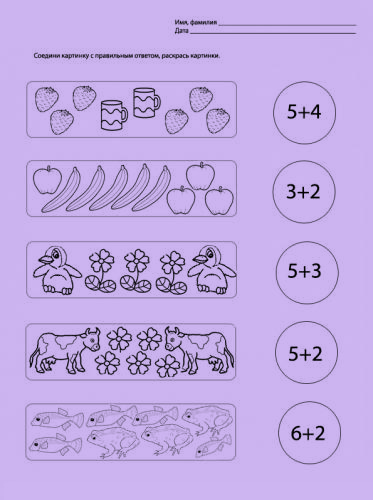 Имя, фамилия
Дата
Соедини картинку с правильным ответом, раскрась картинки.
5+4
3+2
5+3
5+2
6+2